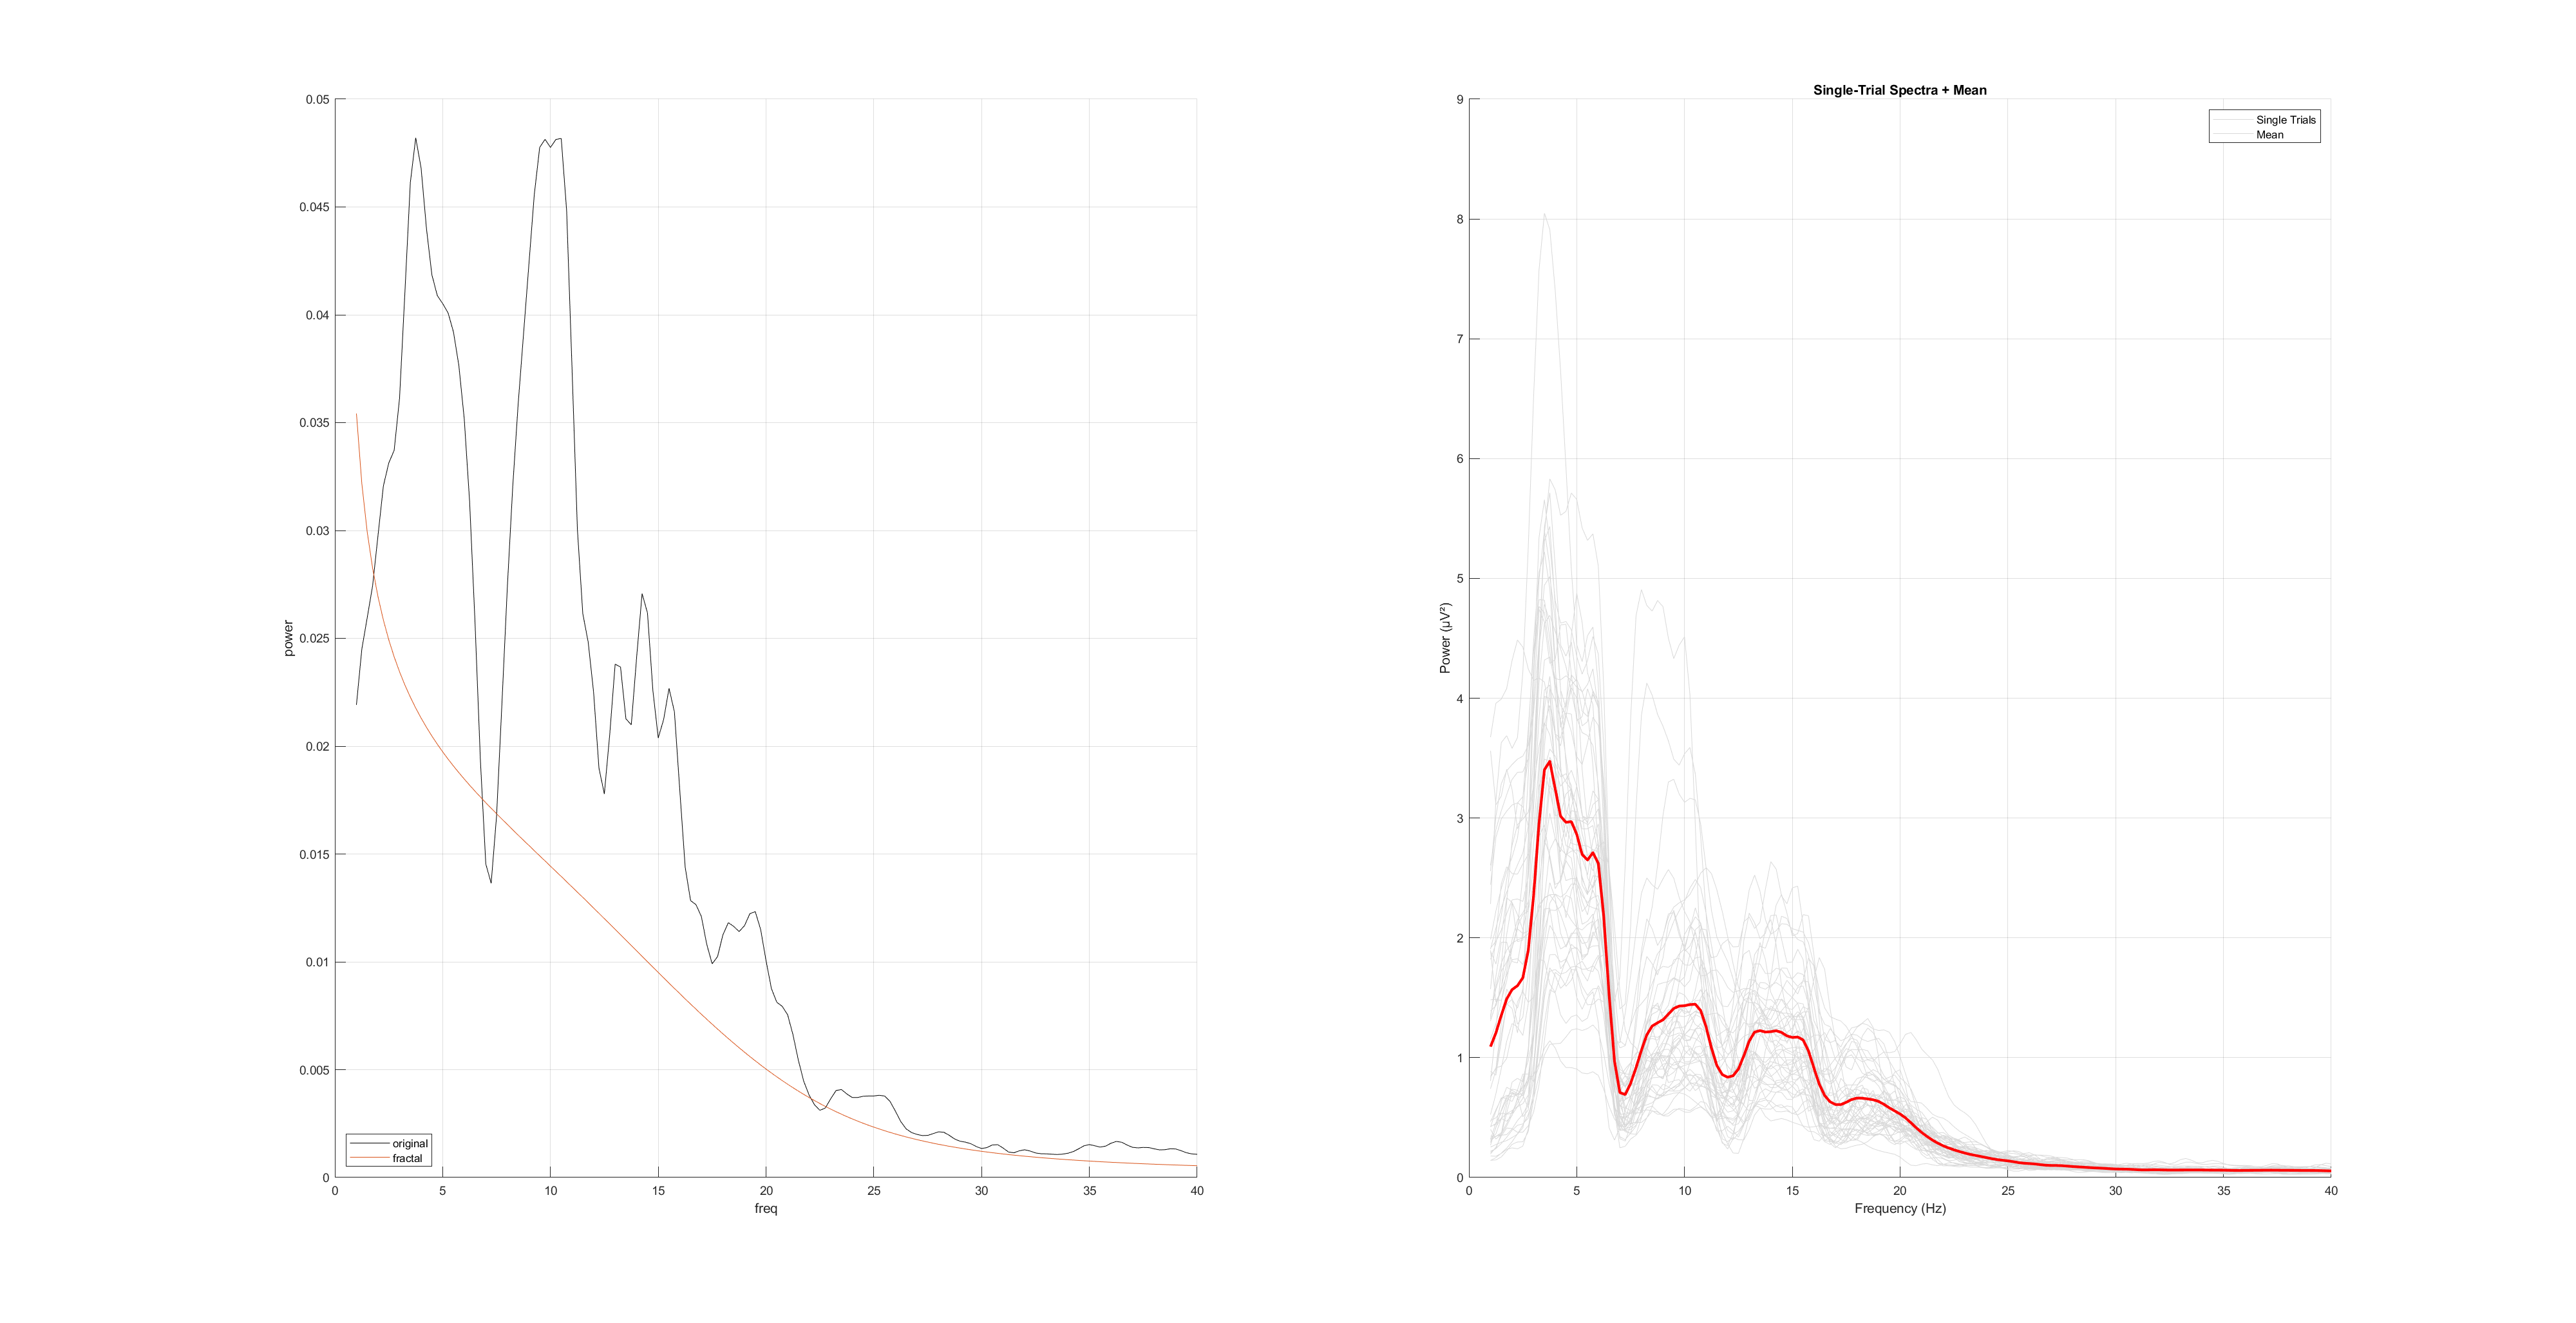 0.05
0.045
0.04
0.035
0.03
0.025
0.02
0.015
0.01
0.005
0
power
original
fractal
0 5 10 15 20 25 30 35 40
freq
Single-Trial Spectra + Mean
9
8
7
6
5
4
3
2
1
0
Power (µV²)
Single Trials
Mean
0 5 10 15 20 25 30 35 40
Frequency (Hz)